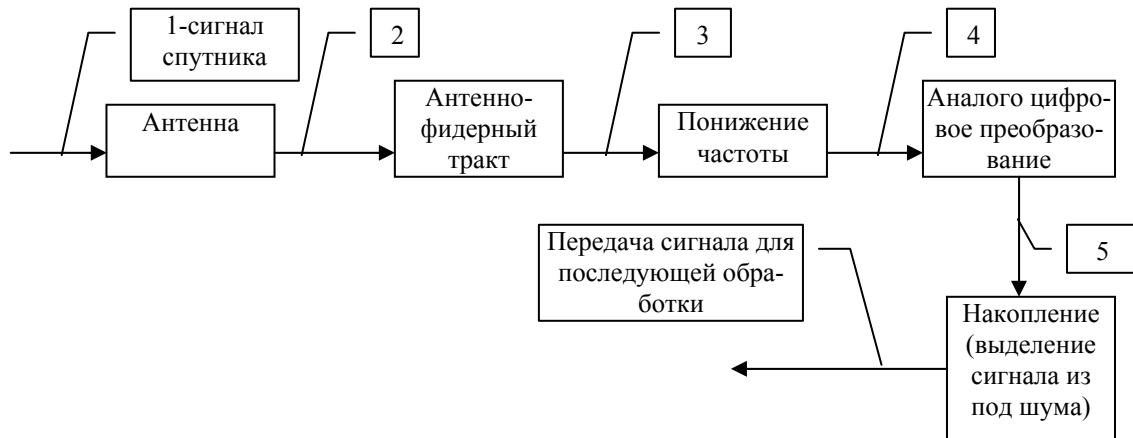 1-сигнал
спутника
2
3
4
Антенна
Антенно-
фидерный
тракт
Понижение
частоты
Аналого цифро-
вое преобразо-
вание
Передача сигнала для
последующей обра-
ботки
5
Накопление
(выделение
сигнала из
под шума)